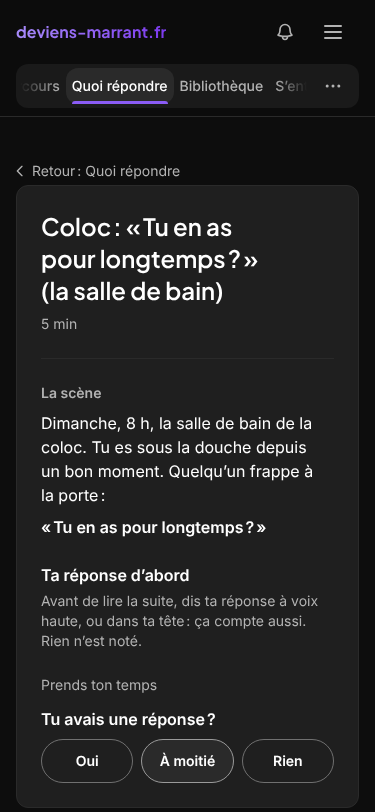 deviens-marrant.fr
cours Quoi répondre Bibliothèque S'en
Retour : Quoi répondre
Coloc : « Tu en as
pour longtemps ? »
(la salle de bain)
5 min
La scène
Dimanche, 8 h, la salle de bain de la
coloc. Tu es sous la douche depuis
un bon moment. Quelqu'un frappe à
la porte :
« Tu en as pour longtemps ? »
Ta réponse d'abord
Avant de lire la suite, dis ta réponse à voix
haute, ou dans ta tête : ça compte aussi.
Rien n'est noté.
Prends ton temps
Tu avais une réponse ?
Oui À moitié Rien